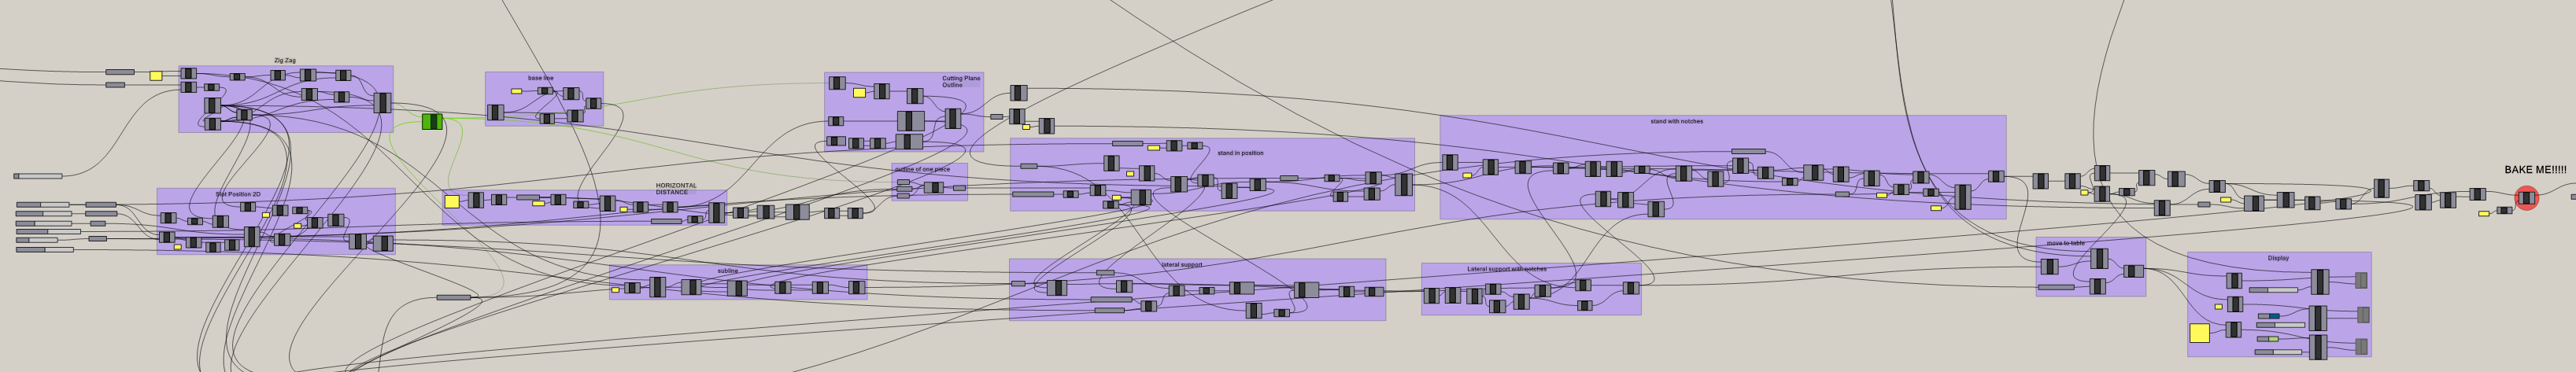 Zig Zag
base line
Cutting Plane
Outline
stand with notches
stand in position
outline of one piece
BAKE ME!!!!!
HORIZONTAL
DISTANCE
Slot Position 2D
move to table
Display
subline
lateral support
Lateral support with notches